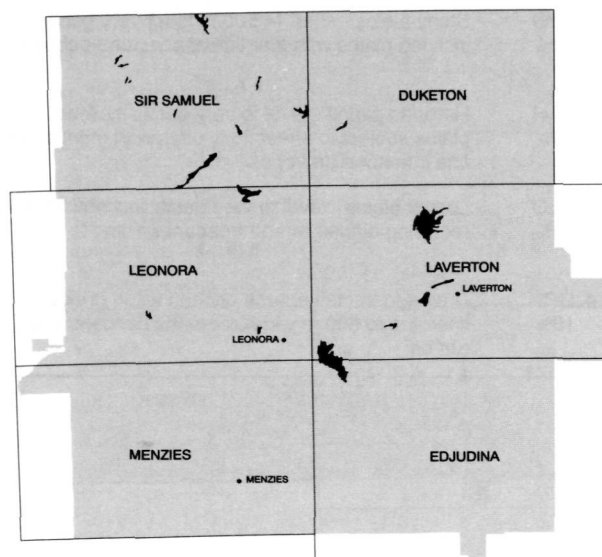 SIR SAMUEL
DUKETON
LEONORA
LAVERTON
LAVERTON
LEONORA
MENZIES
EDJUDINA
MENZIES